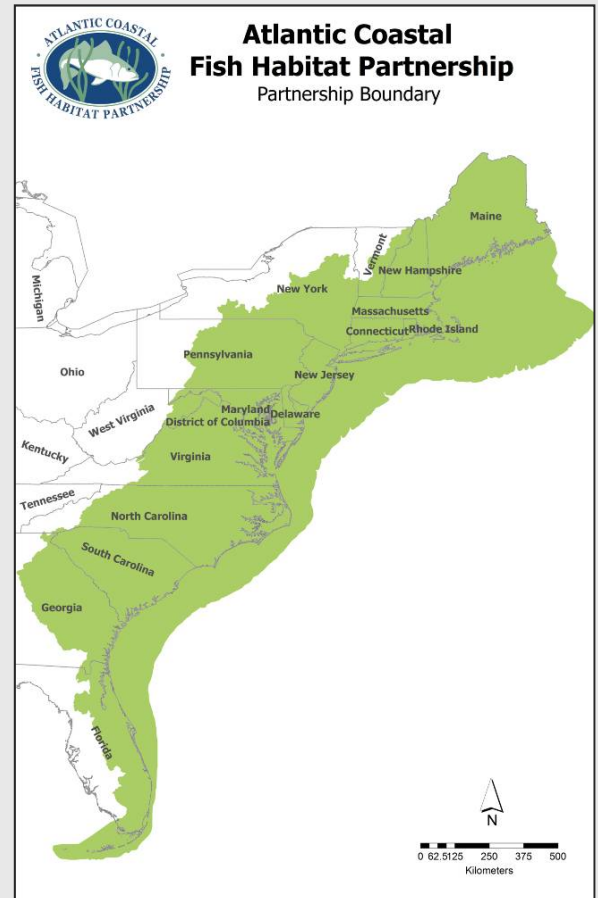 ATLANTIC COASTAL
FISH HABITAT PARTNERSHIP
Atlantic Coastal
Fish Habitat Partnership
Partnership Boundary
Maine
Vermont
New Hampshire
Michigan
New York
Massachusetts
Connecticut
Rhode Island
Pennsylvania
Ohio
New Jersey
Maryland
Delaware
District of Columbia
West Virginia
Virginia
Kentucky
Tennessee
North Carolina
South Carolina
Georgia
Florida
N
0 62.5125 250 375 500
Kilometers